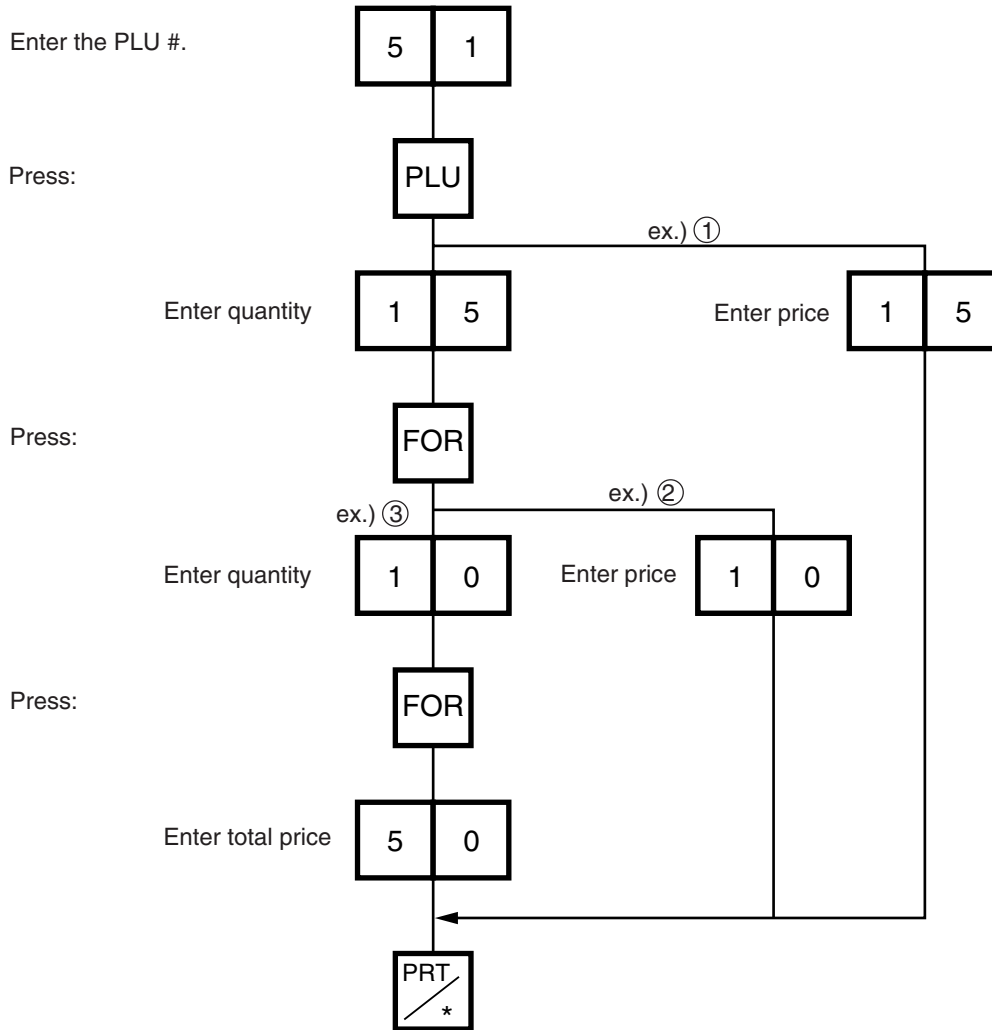 Enter the PLU #.
5 1
Press:
PLU
ex.) ①
Enter quantity 1 5
Enter price 1 5
Press:
FOR
ex.) ③
ex.) ②
Enter quantity 1 0
Enter price 1 0
Press:
FOR
Enter total price 5 0
PRT
*